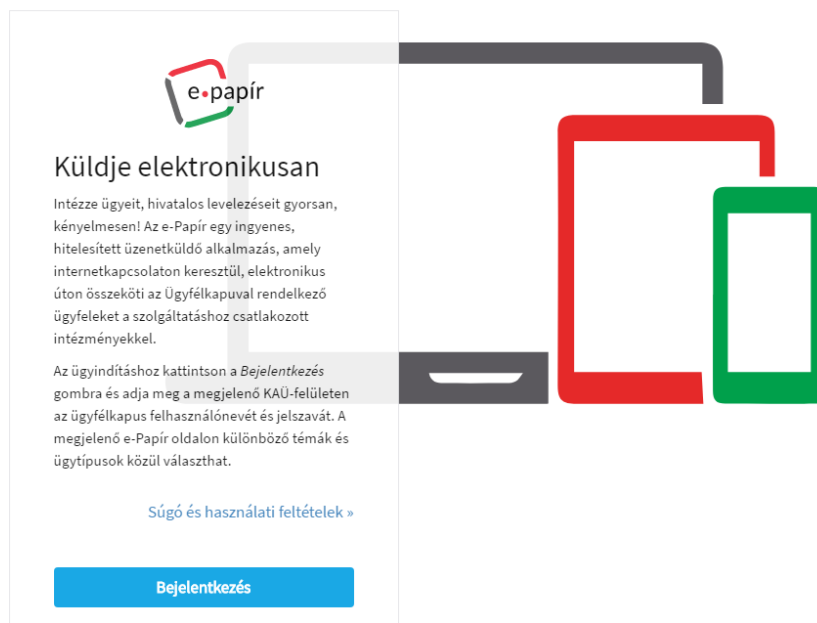 e•papír
Küldje elektronikusan
Intézze ügyeit, hivatalos levelezéseit gyorsan,
kényelmesen! Az e-Papír egy ingyenes,
hitelesített üzenetküldő alkalmazás, amely
internetkapcsolaton keresztül, elektronikus
úton összeköti az Ügyfélkapuval rendelkező
ügyfeleket a szolgáltatáshoz csatlakozott
intézményekkel.
Az ügyindításhoz kattintson a Bejelentkezés
gombra és adja meg a megjelenő KAÜ-felületen
az ügyfélkapus felhasználónevét és jelszavát. A
megjelenő e-Papír oldalon különböző témák és
ügytípusok közül választhat.
Súgó és használati feltételek »
Bejelentkezés